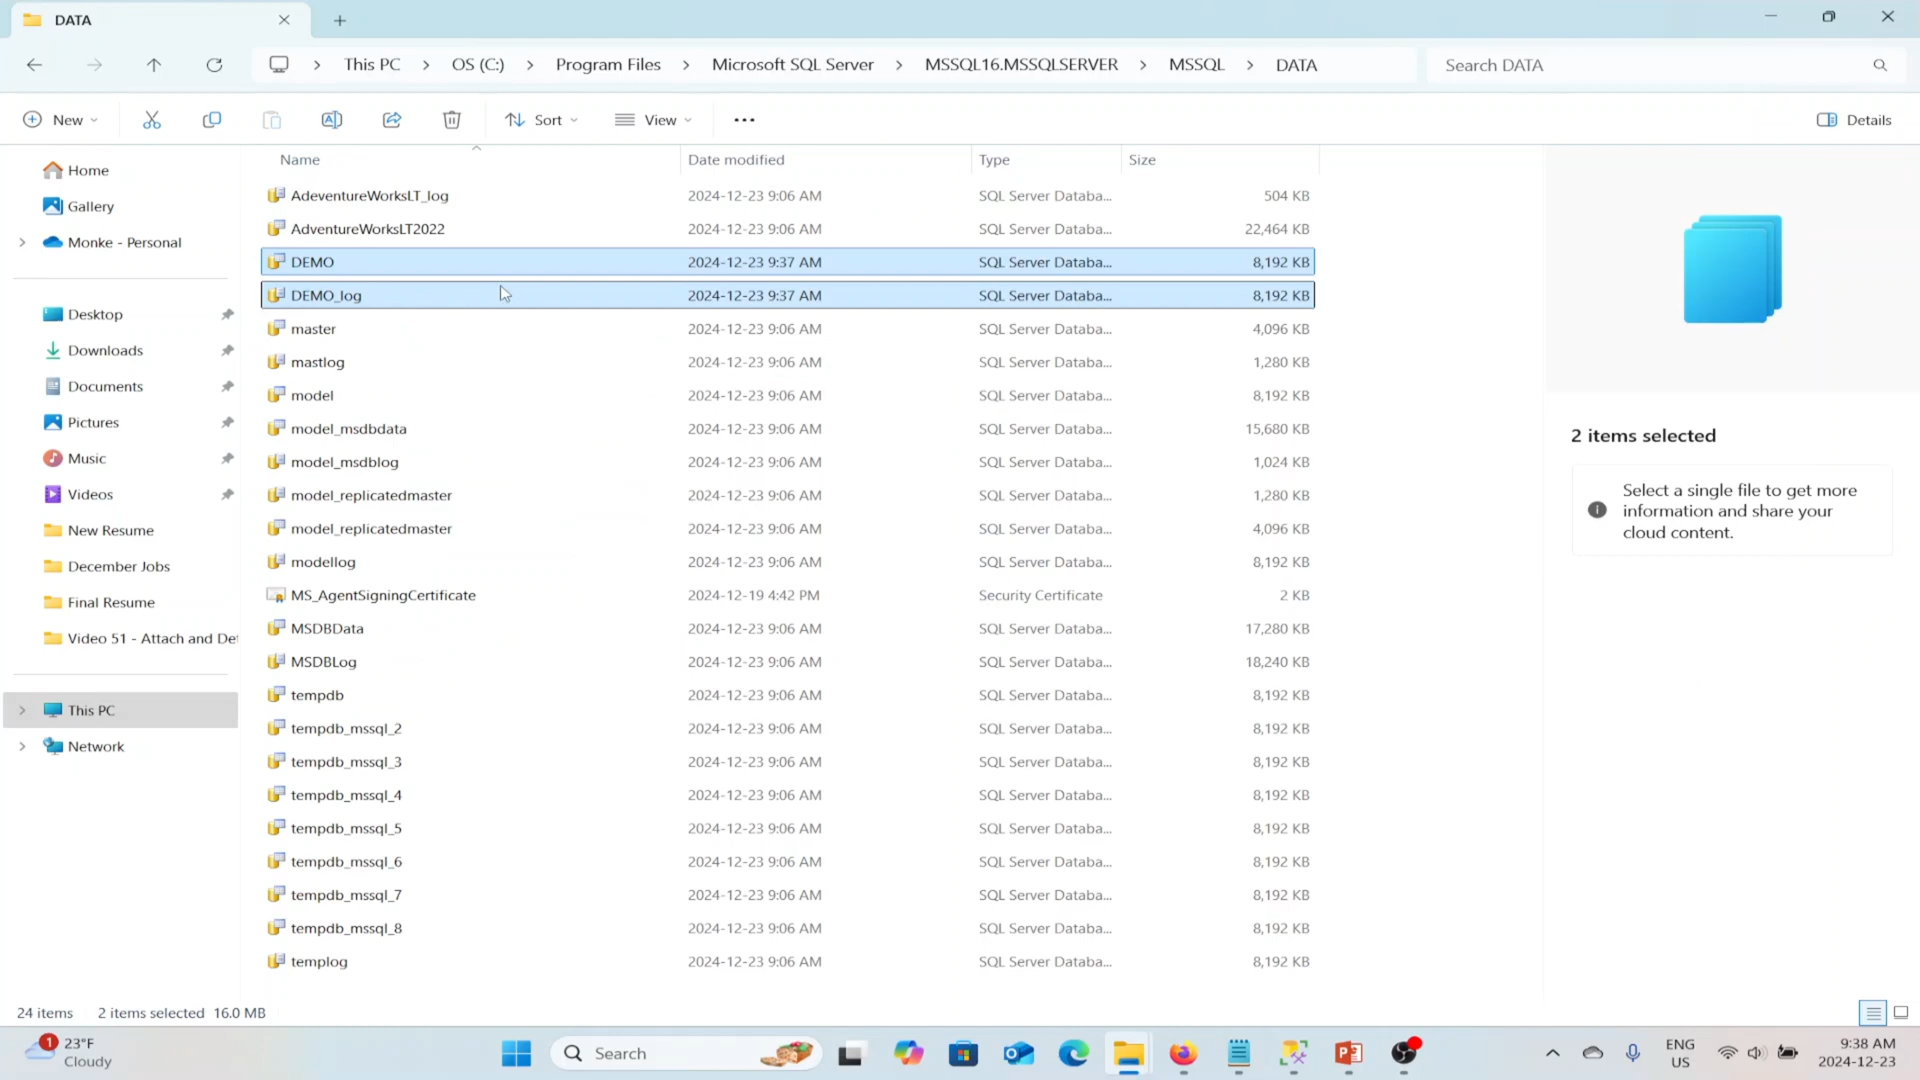 DATA
This PC > OS (C:) > Program Files > Microsoft SQL Server > MSSQL16.MSSQLSERVER > MSSQL > DATA
Search DATA
New
Sort
View
Details
Home
Gallery
Monke - Personal
Desktop
Downloads
Documents
Pictures
Music
Videos
New Resume
December Jobs
Final Resume
Video 51 - Attach and De
This PC
Network
Name Date modified Type Size
AdeventureWorksLT_log 2024-12-23 9:06 AM SQL Server Databa... 504 KB
AdventureWorksLT2022 2024-12-23 9:06 AM SQL Server Databa... 22,464 KB
DEMO 2024-12-23 9:37 AM SQL Server Databa... 8,192 KB
DEMO_log 2024-12-23 9:37 AM SQL Server Databa... 8,192 KB
master 2024-12-23 9:06 AM SQL Server Databa... 4,096 KB
mastlog 2024-12-23 9:06 AM SQL Server Databa... 1,280 KB
model 2024-12-23 9:06 AM SQL Server Databa... 8,192 KB
model_msdbdata 2024-12-23 9:06 AM SQL Server Databa... 15,680 KB
model_msdblog 2024-12-23 9:06 AM SQL Server Databa... 1,024 KB
model_replicatedmaster 2024-12-23 9:06 AM SQL Server Databa... 1,280 KB
model_replicatedmaster 2024-12-23 9:06 AM SQL Server Databa... 4,096 KB
modellog 2024-12-23 9:06 AM SQL Server Databa... 8,192 KB
MS_AgentSigningCertificate 2024-12-19 4:42 PM Security Certificate 2 KB
MSDBData 2024-12-23 9:06 AM SQL Server Databa... 17,280 KB
MSDBLog 2024-12-23 9:06 AM SQL Server Databa... 18,240 KB
tempdb 2024-12-23 9:06 AM SQL Server Databa... 8,192 KB
tempdb_mssql_2 2024-12-23 9:06 AM SQL Server Databa... 8,192 KB
tempdb_mssql_3 2024-12-23 9:06 AM SQL Server Databa... 8,192 KB
tempdb_mssql_4 2024-12-23 9:06 AM SQL Server Databa... 8,192 KB
tempdb_mssql_5 2024-12-23 9:06 AM SQL Server Databa... 8,192 KB
tempdb_mssql_6 2024-12-23 9:06 AM SQL Server Databa... 8,192 KB
tempdb_mssql_7 2024-12-23 9:06 AM SQL Server Databa... 8,192 KB
tempdb_mssql_8 2024-12-23 9:06 AM SQL Server Databa... 8,192 KB
templog 2024-12-23 9:06 AM SQL Server Databa... 8,192 KB
2 items selected
Select a single file to get more
information and share your
cloud content.
24 items 2 items selected 16.0 MB
1
23°F
Cloudy
Search
ENG
US
9:38 AM
2024-12-23